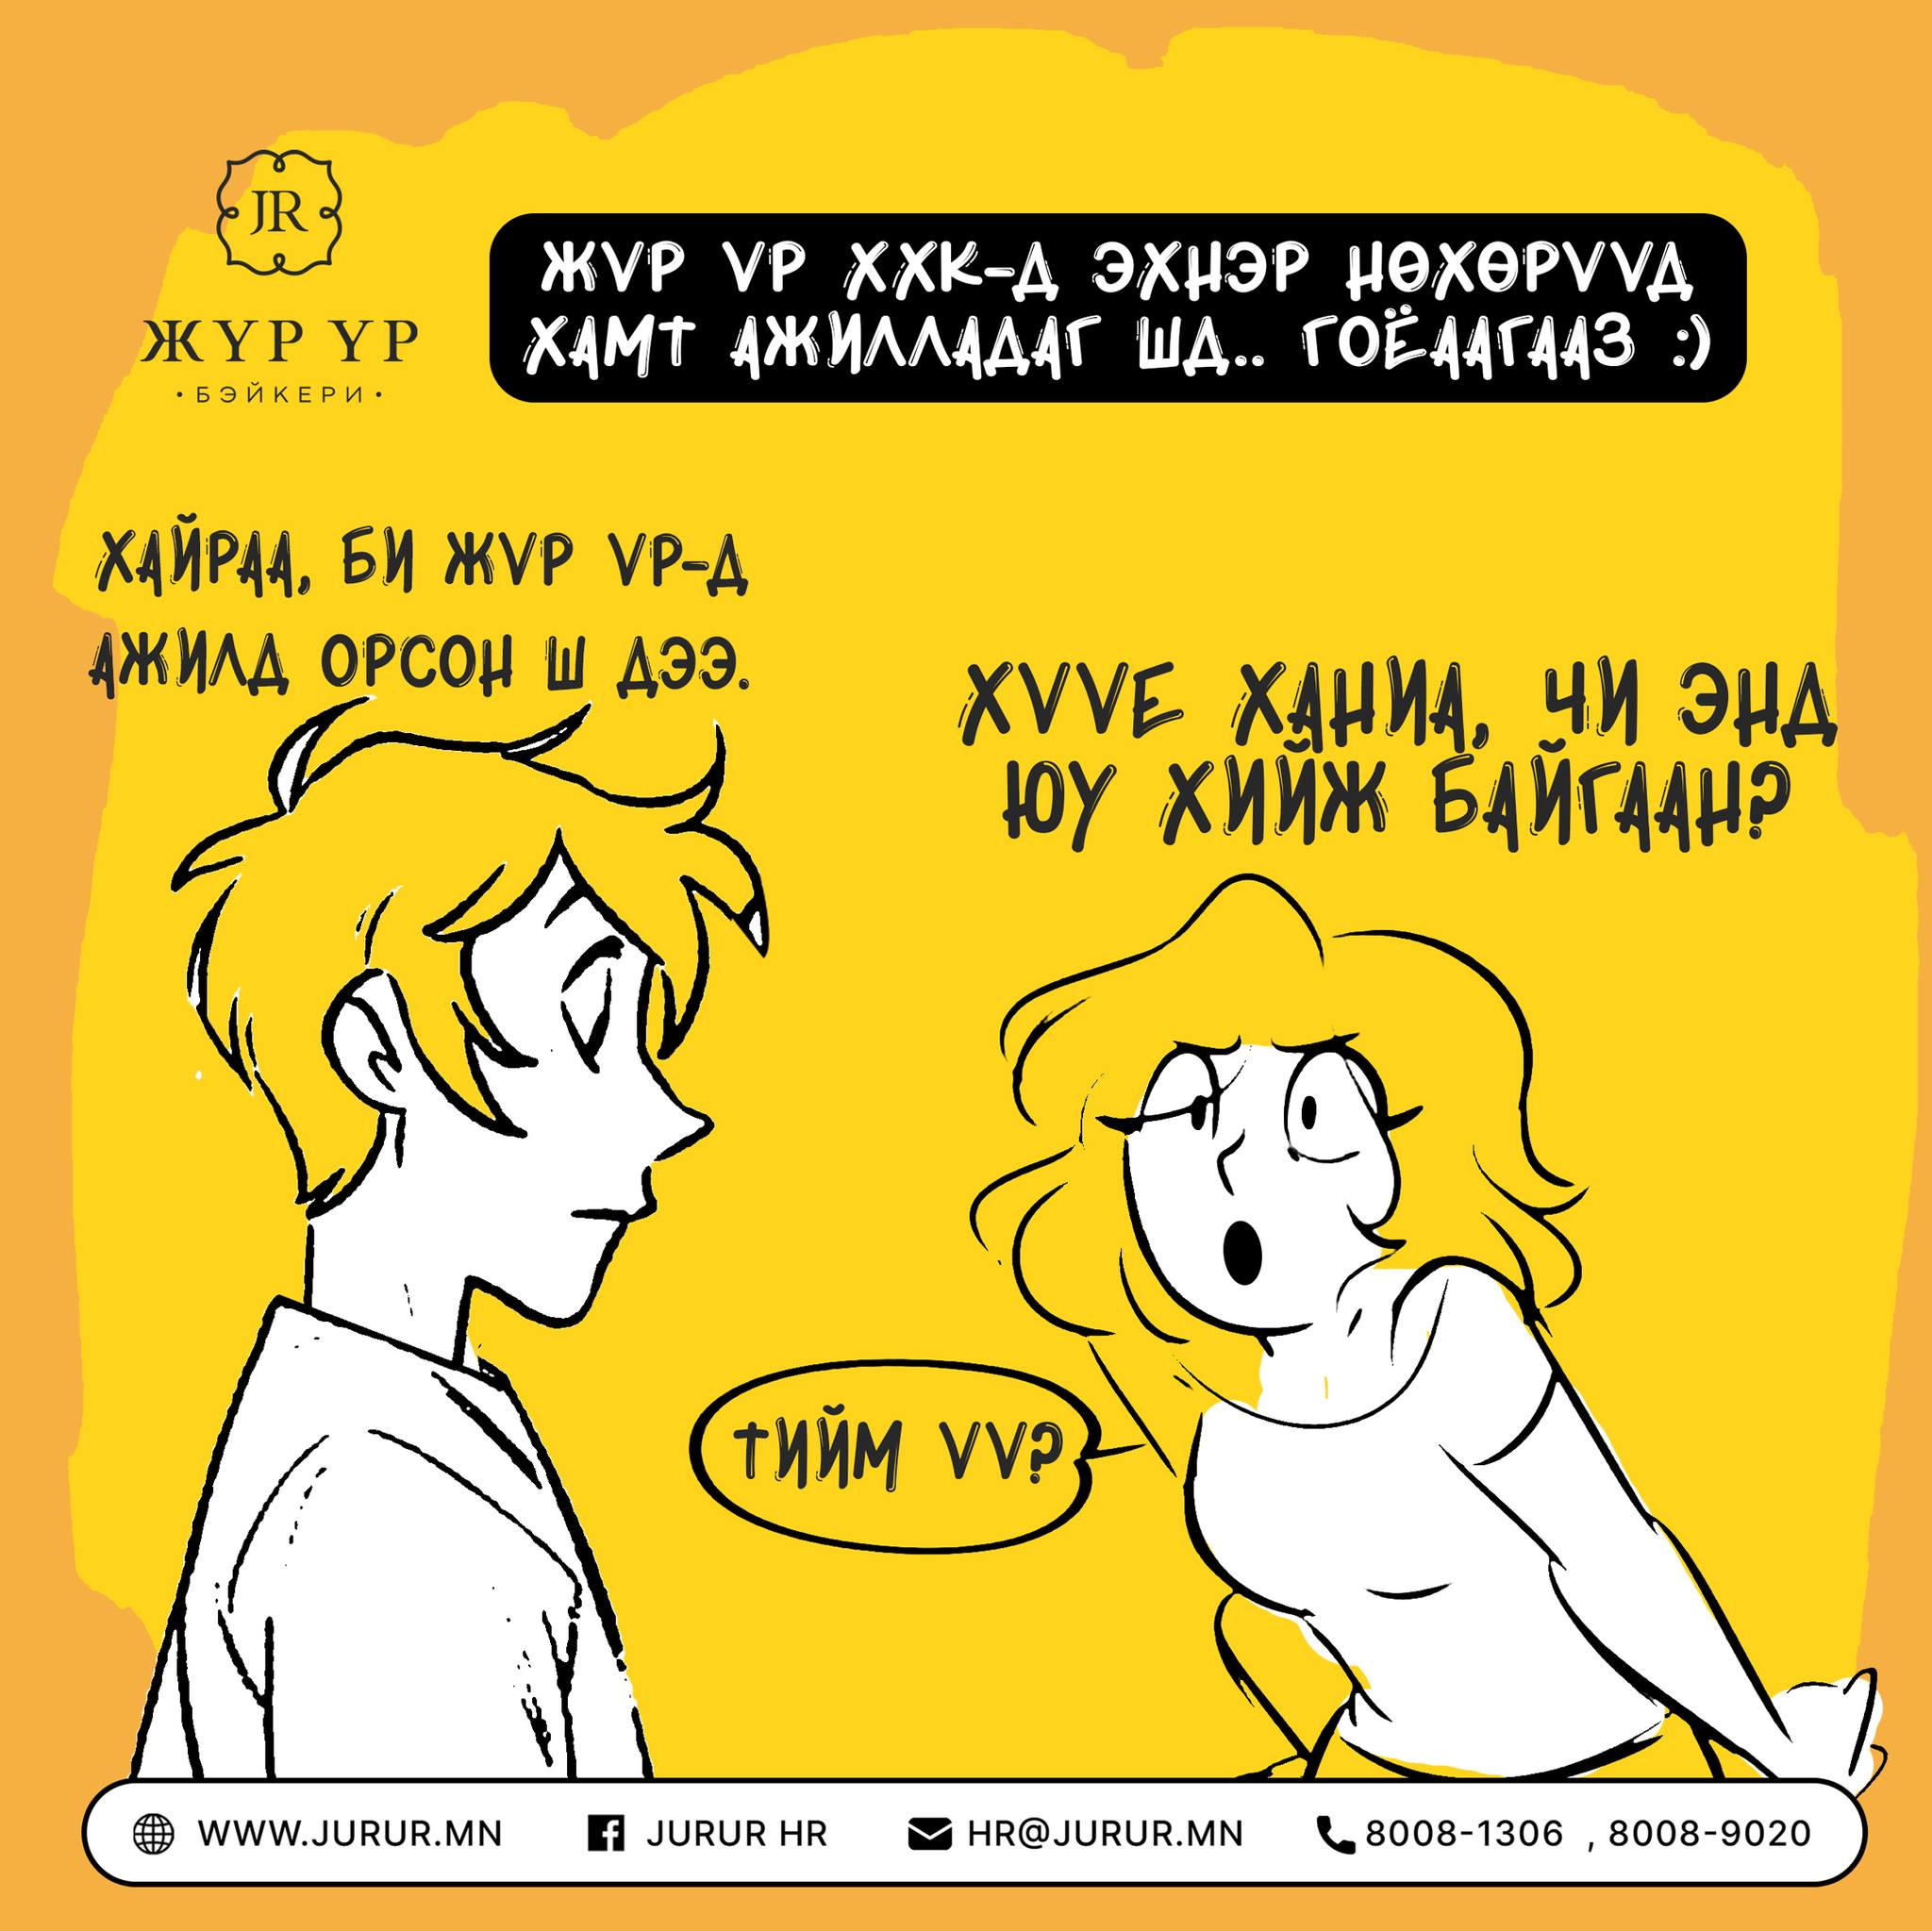 JR
ЖҮР ҮР
• БЭЙКЕРИ •
ЖҮР ҮР ХХК-Д ЭХНЭР НӨХӨРҮҮД
ХАМТ АЖИЛЛАДАГ ШД.. ГОЁААГААЗ :)
ХАЙРАА, БИ ЖҮР ҮР-Д
АЖИЛД ОРСОН Ш ДЭЭ.
ХҮҮЕ ХАНИА, ЧИ ЭНД
ЮУ ХИЙЖ БАЙГААН?
ТИЙМ ҮҮ?
WWW.JURUR.MN JURUR HR HR@JURUR.MN 8008-1306 , 8008-9020